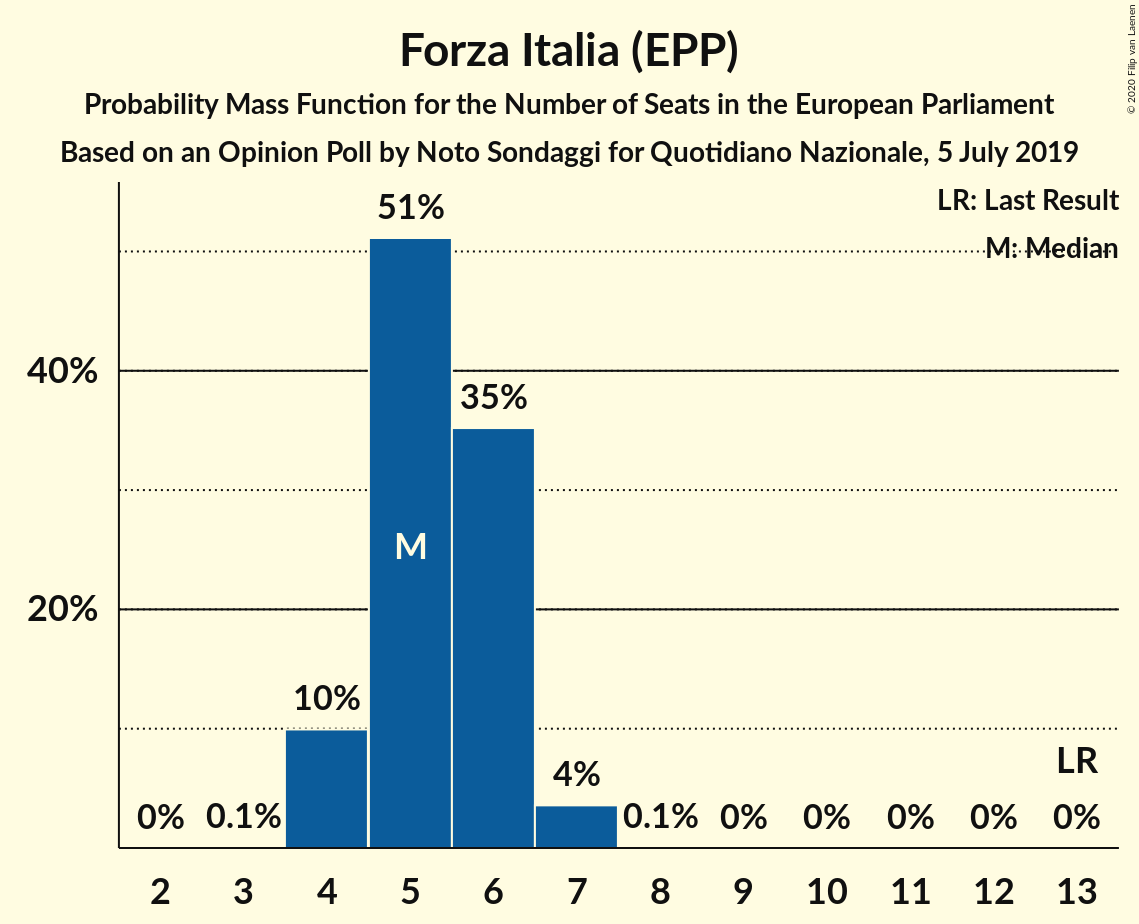 Forza Italia (EPP)
Probability Mass Function for the Number of Seats in the European Parliament
Based on an Opinion Poll by Noto Sondaggi for Quotidiano Nazionale, 5 July 2019
© 2020 Filip van Laenen
LR: Last Result
M: Median
51%
40%
35%
M
20%
10%
LR
4%
0% 0.1% 0.1% 0% 0% 0% 0% 0%
2 3 4 5 6 7 8 9 10 11 12 13